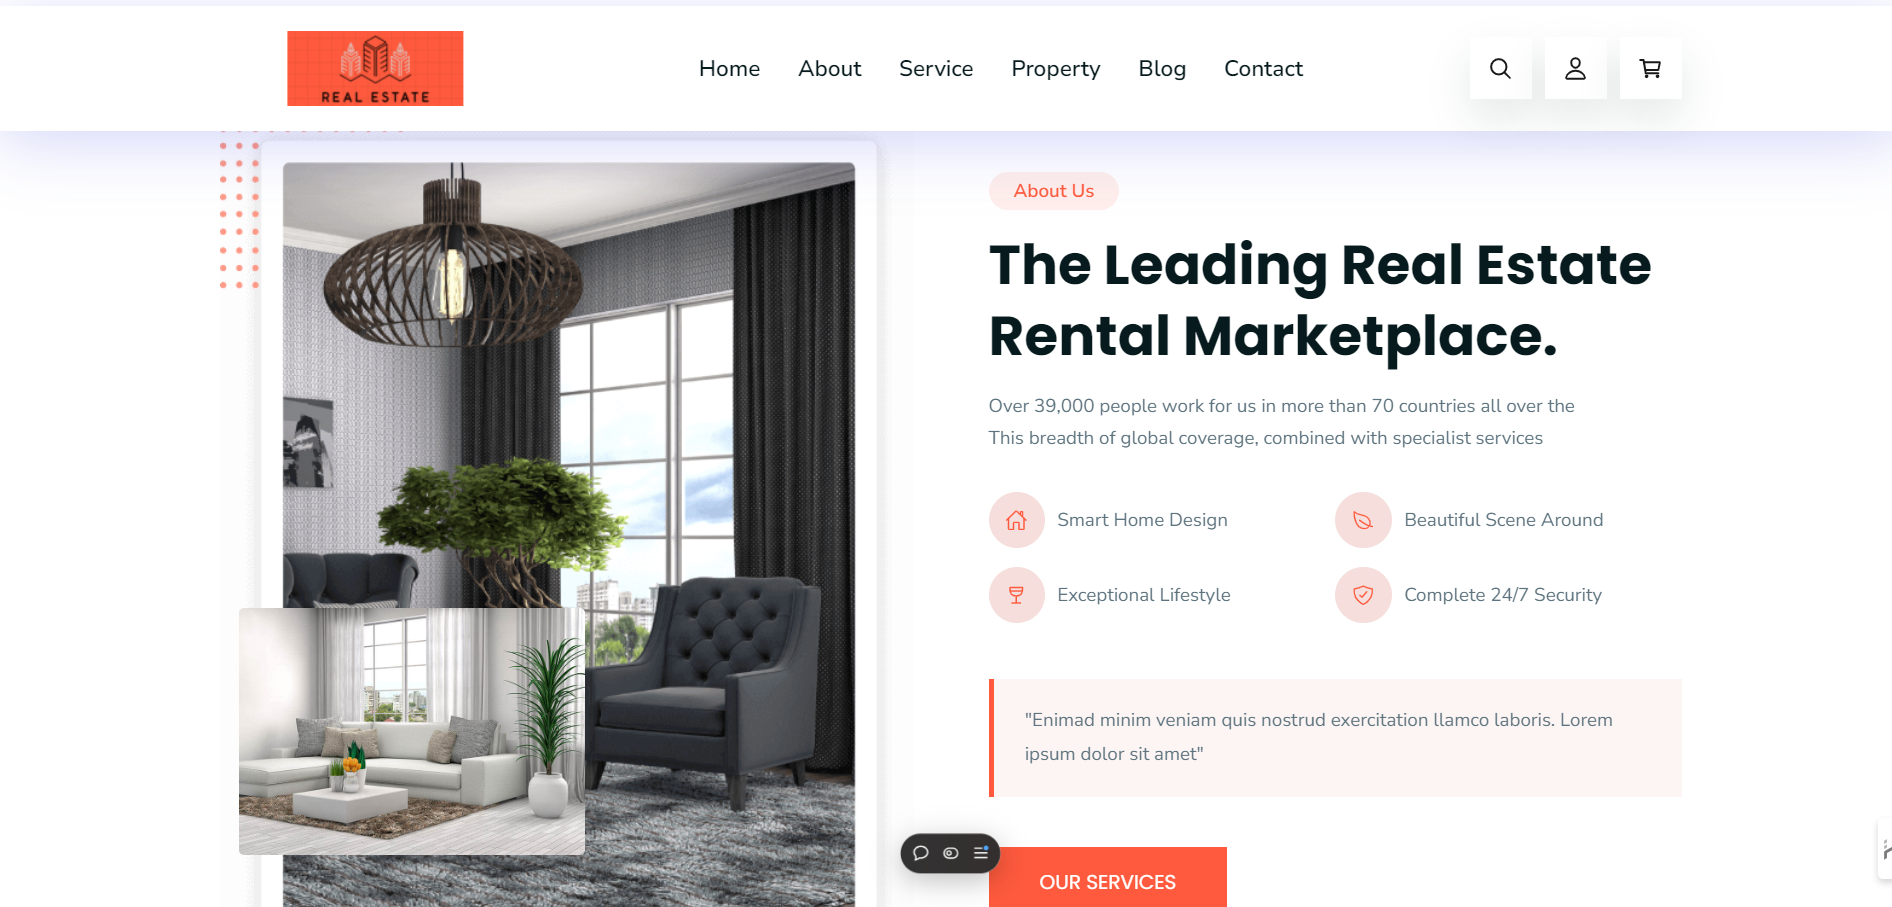 REAL ESTATE
Home
About
Service
Property
Blog
Contact
About Us
The Leading Real Estate
Rental Marketplace.
Over 39,000 people work for us in more than 70 countries all over the
This breadth of global coverage, combined with specialist services
Smart Home Design
Beautiful Scene Around
Exceptional Lifestyle
Complete 24/7 Security
"Enimad minim veniam quis nostrud exercitation llamco laboris. Lorem
ipsum dolor sit amet"
OUR SERVICES